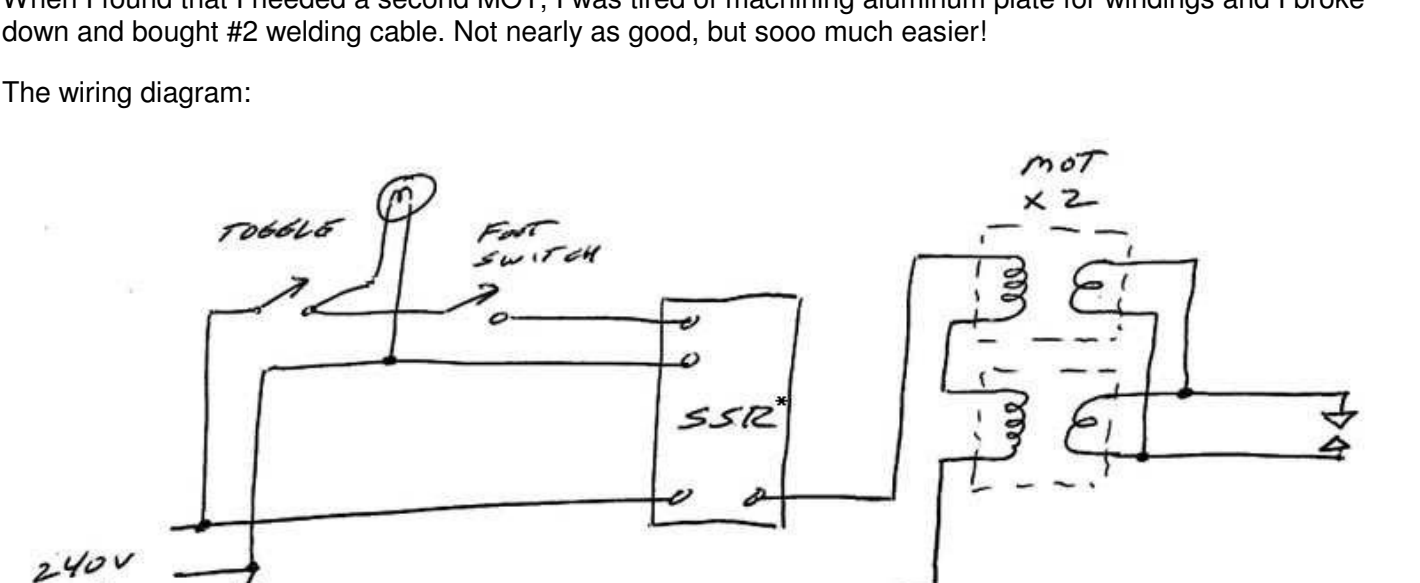 When I found that I needed a second MOT, I was tired of machining aluminum plate for windings and I broke
down and bought #2 welding cable. Not nearly as good, but sooo much easier!
The wiring diagram:
MOT
x 2
TOGGLE
FOOT
SWITCH
SSR*
240V